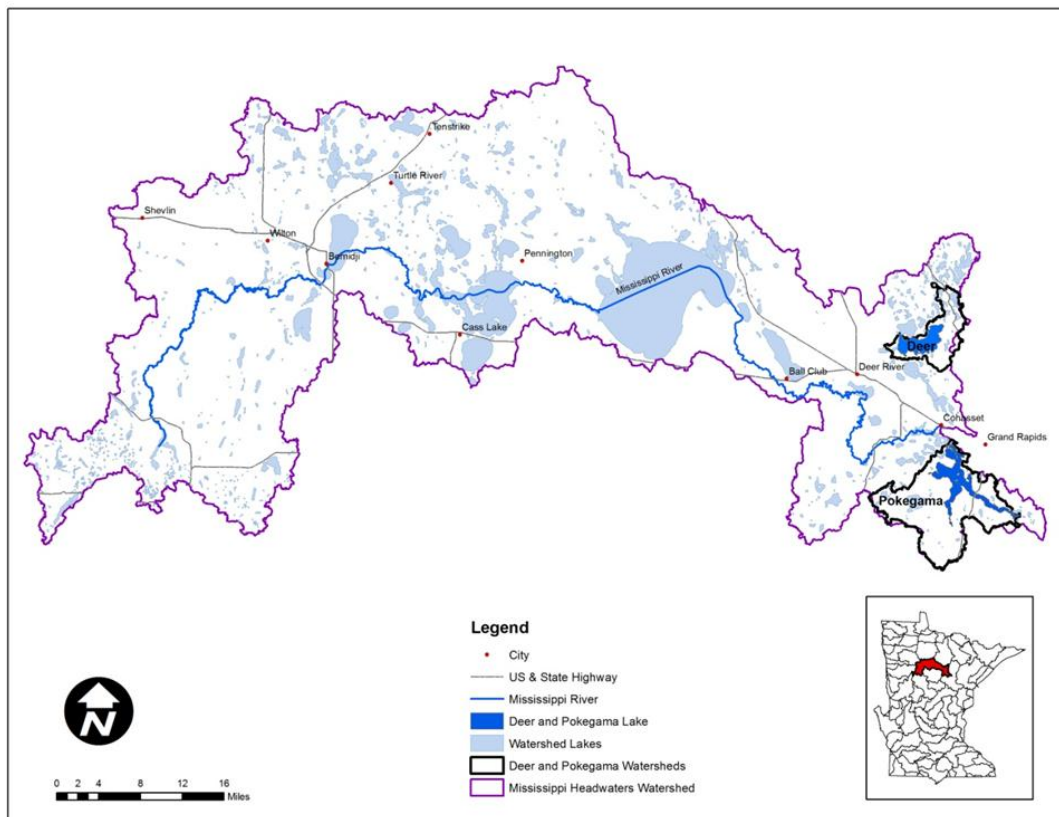 Tenstrike
Turtle River
Shevlin
Wilton
Bemidji
Pennington
Mississippi River
Cass Lake
Deer
Ball Club
Deer River
Cohasset
Grand Rapids
Pokegama
Legend
City
US & State Highway
Mississippi River
Deer and Pokegama Lake
Watershed Lakes
Deer and Pokegama Watersheds
Mississippi Headwaters Watershed
N
0 2 4 8 12 16
Miles